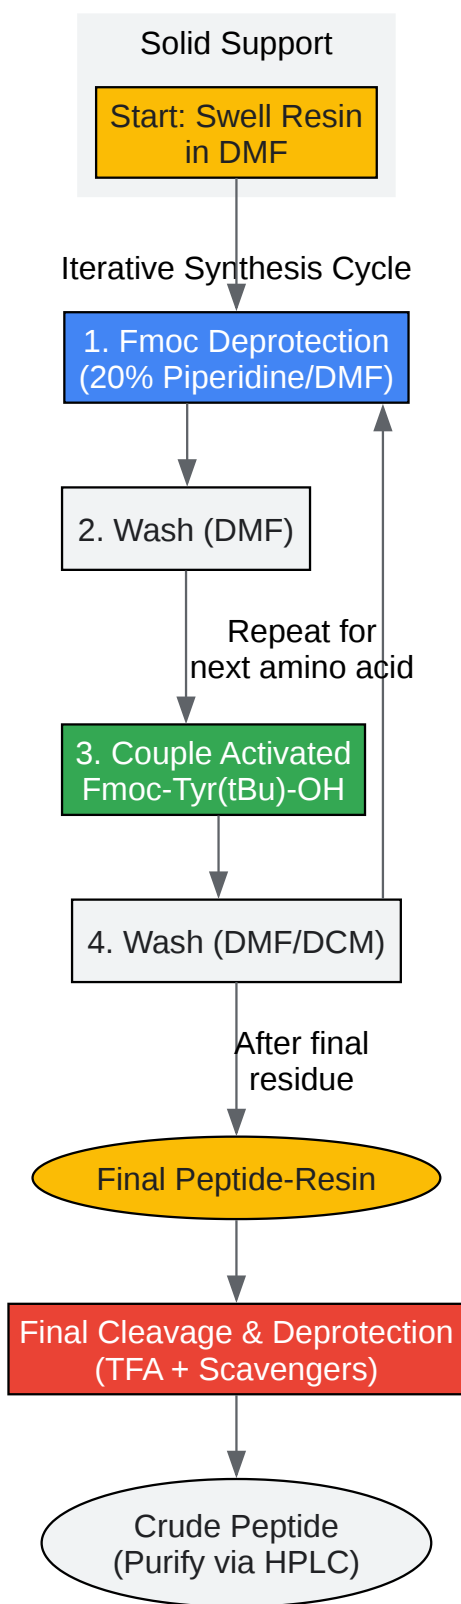 Solid Support
Start: Swell Resin
in DMF
Iterative Synthesis Cycle
1. Fmoc Deprotection
(20% Piperidine/DMF)
2. Wash (DMF)
Repeat for
next amino acid
3. Couple Activated
Fmoc-Tyr(tBu)-OH
4. Wash (DMF/DCM)
After final
residue
Final Peptide-Resin
Final Cleavage & Deprotection
(TFA + Scavengers)
Crude Peptide
(Purify via HPLC)